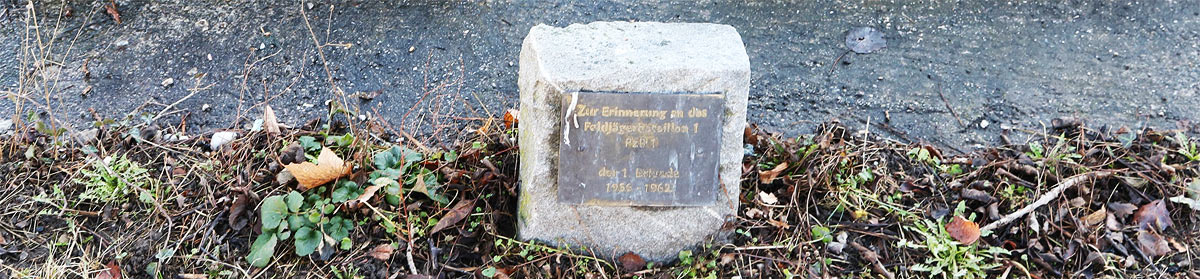 Zur Erinnerung an das
Feldjägerbataillon 1
der 1. Brigade
1956 - 1962